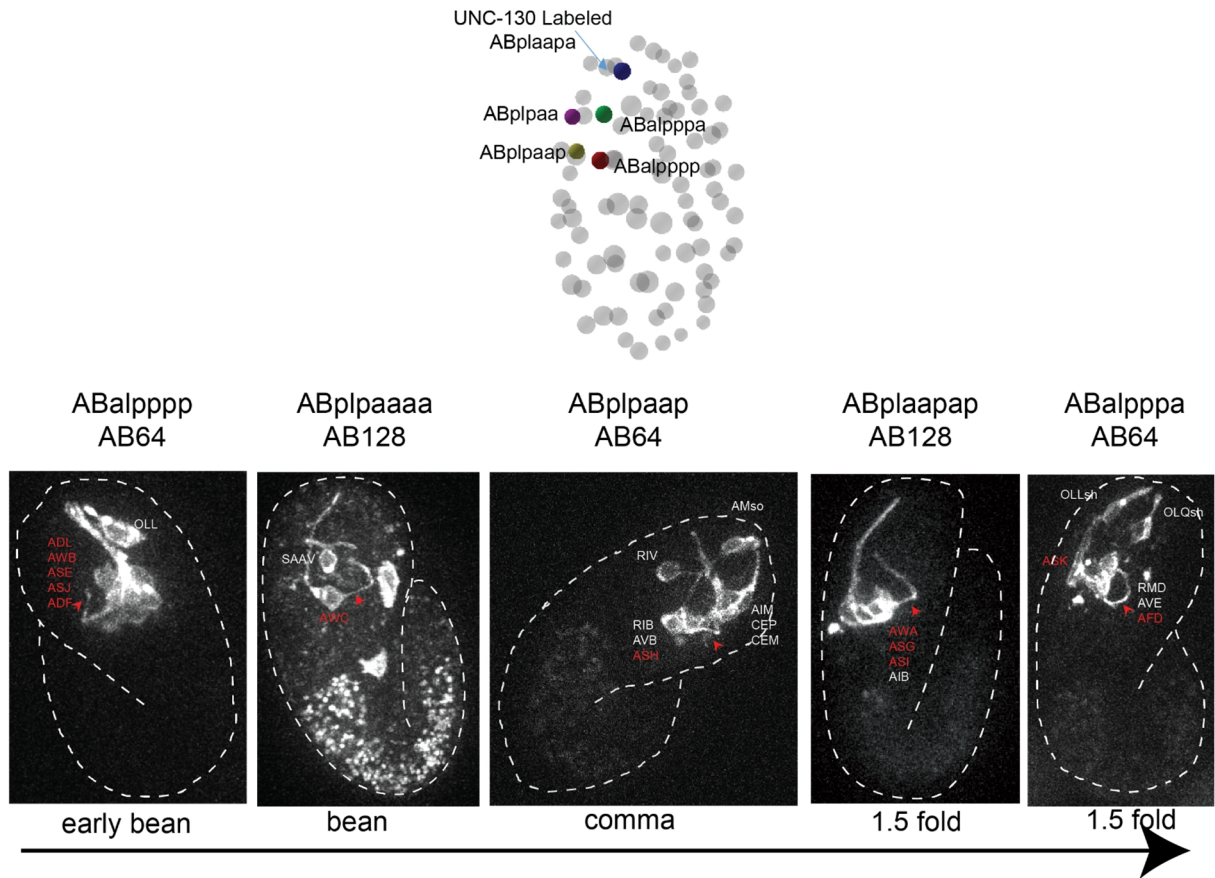 UNC-130 Labeled
ABplaapa
ABplpaa
ABalpppa
ABplpaap
ABalpppp
ABalpppp
AB64
ABplpaaaa
AB128
ABplpaap
AB64
ABplaapap
AB128
ABalpppa
AB64
OLL
ADL
AWB
ASE
ASJ
ADF
SAAV
AWC
AMso
RIV
RIB
AVB
ASH
AIM
CEP
CEM
AWA
ASG
ASI
AIB
OLLsh
OLQsh
ASK
RMD
AVE
AFD
early bean
bean
comma
1.5 fold
1.5 fold